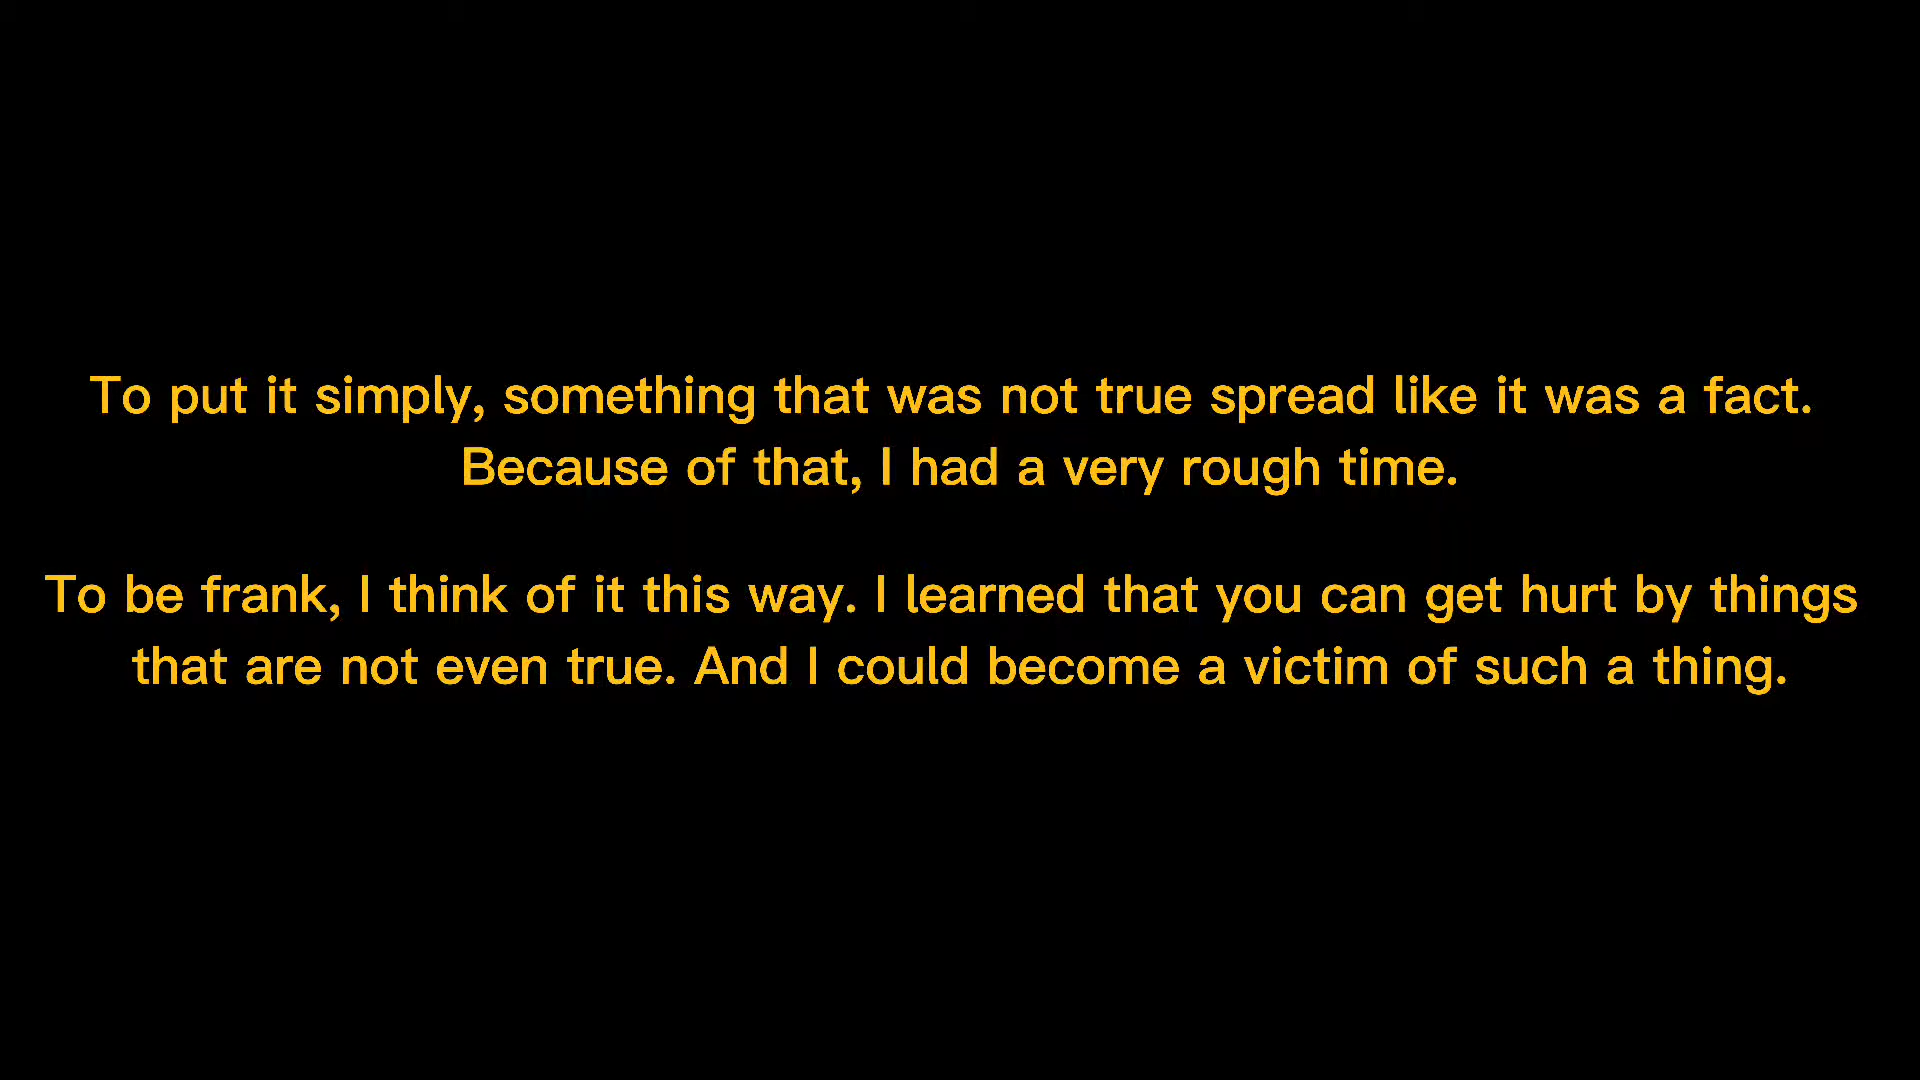 To put it simply, something that was not true spread like it was a fact.
Because of that, I had a very rough time.
To be frank, I think of it this way. I learned that you can get hurt by things
that are not even true. And I could become a victim of such a thing.